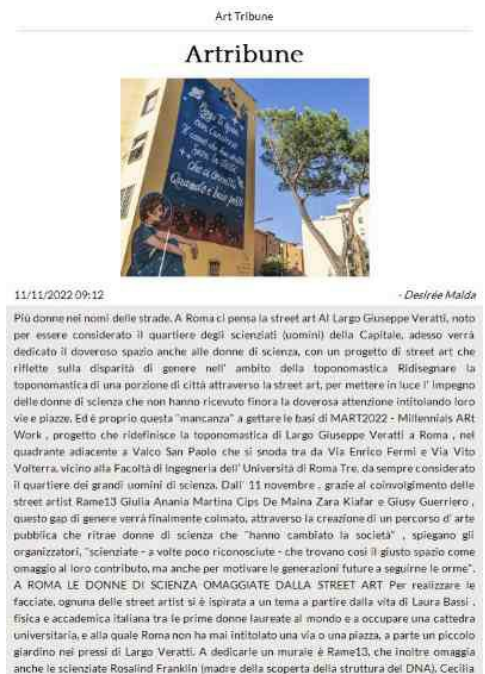 Art Tribune
Artribune
11/11/2022 09:12
- Desirée Maida
Più donne nei nomi delle strade. A Roma ci pensa la street art Al Largo Giuseppe Veratti, noto
per essere considerato il quartiere degli scienziati (uomini) della Capitale, adesso verrà
dedicato il doveroso spazio anche alle donne di scienza, con un progetto di street art che
riflette sulla disparità di genere nell' ambito della toponomastica Ridisegnare la
toponomastica di una porzione di città attraverso la street art, per mettere in luce l' impegno
delle donne di scienza che non hanno ricevuto finora la doverosa attenzione intitolando loro
vie e piazze. Ed è proprio questa "mancanza" a gettare le basi di MART2022 - Millennials ARt
Work , progetto che ridefinisce la toponomastica di Largo Giuseppe Veratti a Roma , nel
quadrante adiacente a Valco San Paolo che si snoda tra da Via Enrico Fermi e Via Vito
Volterra, vicino alla Facoltà di Ingegneria dell' Università di Roma Tre, da sempre considerato
il quartiere dei grandi uomini di scienza. Dall' 11 novembre , grazie al coinvolgimento delle
street artist Rame13 Giulia Anania Martina Cips De Maina Zara Kiafar e Giusy Guerriero ,
questo gap di genere verrà finalmente colmato, attraverso la creazione di un percorso d' arte
pubblica che ritrae donne di scienza che "hanno cambiato la società" , spiegano gli
organizzatori, "scienziate - a volte poco riconosciute - che trovano così il giusto spazio come
omaggio al loro contributo, ma anche per motivare le generazioni future a seguirne le orme".
A ROMA LE DONNE DI SCIENZA OMAGGIATE DALLA STREET ART Per realizzare le
facciate, ognuna delle street artist si è ispirata a un tema a partire dalla vita di Laura Bassi ,
fisica e accademica italiana tra le prime donne laureate al mondo e a occupare una cattedra
universitaria, e alla quale Roma non ha mai intitolato una via o una piazza, a parte un piccolo
giardino nei pressi di Largo Veratti. A dedicarle un murale è Rame13, che inoltre omaggia
anche le scienziate Rosalind Franklin (madre della scoperta della struttura del DNA), Cecilia